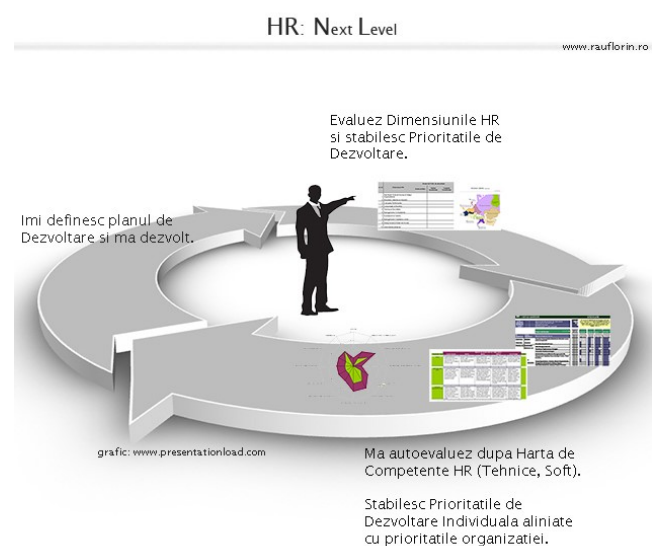 HR: Next Level
www.rauflorin.ro
Evaluez Dimensiunile HR
si stabilesc Prioritatile de
Dezvoltare.
Imi definesc planul de
Dezvoltare si ma dezvolt.
grafic: www.presentationload.com
Ma autoevaluez dupa Harta de
Competente HR (Tehnice, Soft).
Stabilesc Prioritatile de
Dezvoltare Individuala aliniate
cu prioritatile organizatiei.